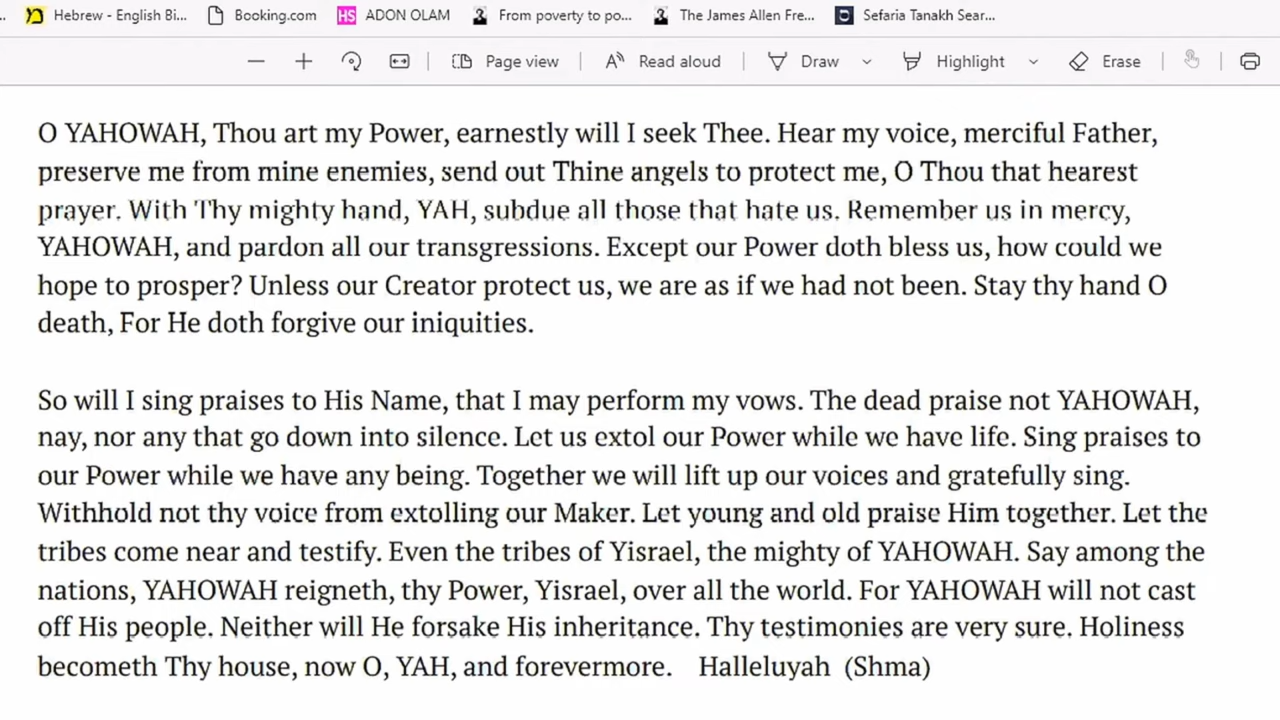 Hebrew - English Bi...
Booking.com
HS ADON OLAM
From poverty to po...
The James Allen Fre...
Sefaria Tanakh Sear...
Page view
Read aloud
Draw
Highlight
Erase
O YAHOWAH, Thou art my Power, earnestly will I seek Thee. Hear my voice, merciful Father,
preserve me from mine enemies, send out Thine angels to protect me, O Thou that hearest
prayer. With Thy mighty hand, YAH, subdue all those that hate us. Remember us in mercy,
YAHOWAH, and pardon all our transgressions. Except our Power doth bless us, how could we
hope to prosper? Unless our Creator protect us, we are as if we had not been. Stay thy hand O
death, For He doth forgive our iniquities.
So will I sing praises to His Name, that I may perform my vows. The dead praise not YAHOWAH,
nay, nor any that go down into silence. Let us extol our Power while we have life. Sing praises to
our Power while we have any being. Together we will lift up our voices and gratefully sing.
Withhold not thy voice from extolling our Maker. Let young and old praise Him together. Let the
tribes come near and testify. Even the tribes of Yisrael, the mighty of YAHOWAH. Say among the
nations, YAHOWAH reigneth, thy Power, Yisrael, over all the world. For YAHOWAH will not cast
off His people. Neither will He forsake His inheritance. Thy testimonies are very sure. Holiness
becometh Thy house, now O, YAH, and forevermore. Halleluyah (Shma)